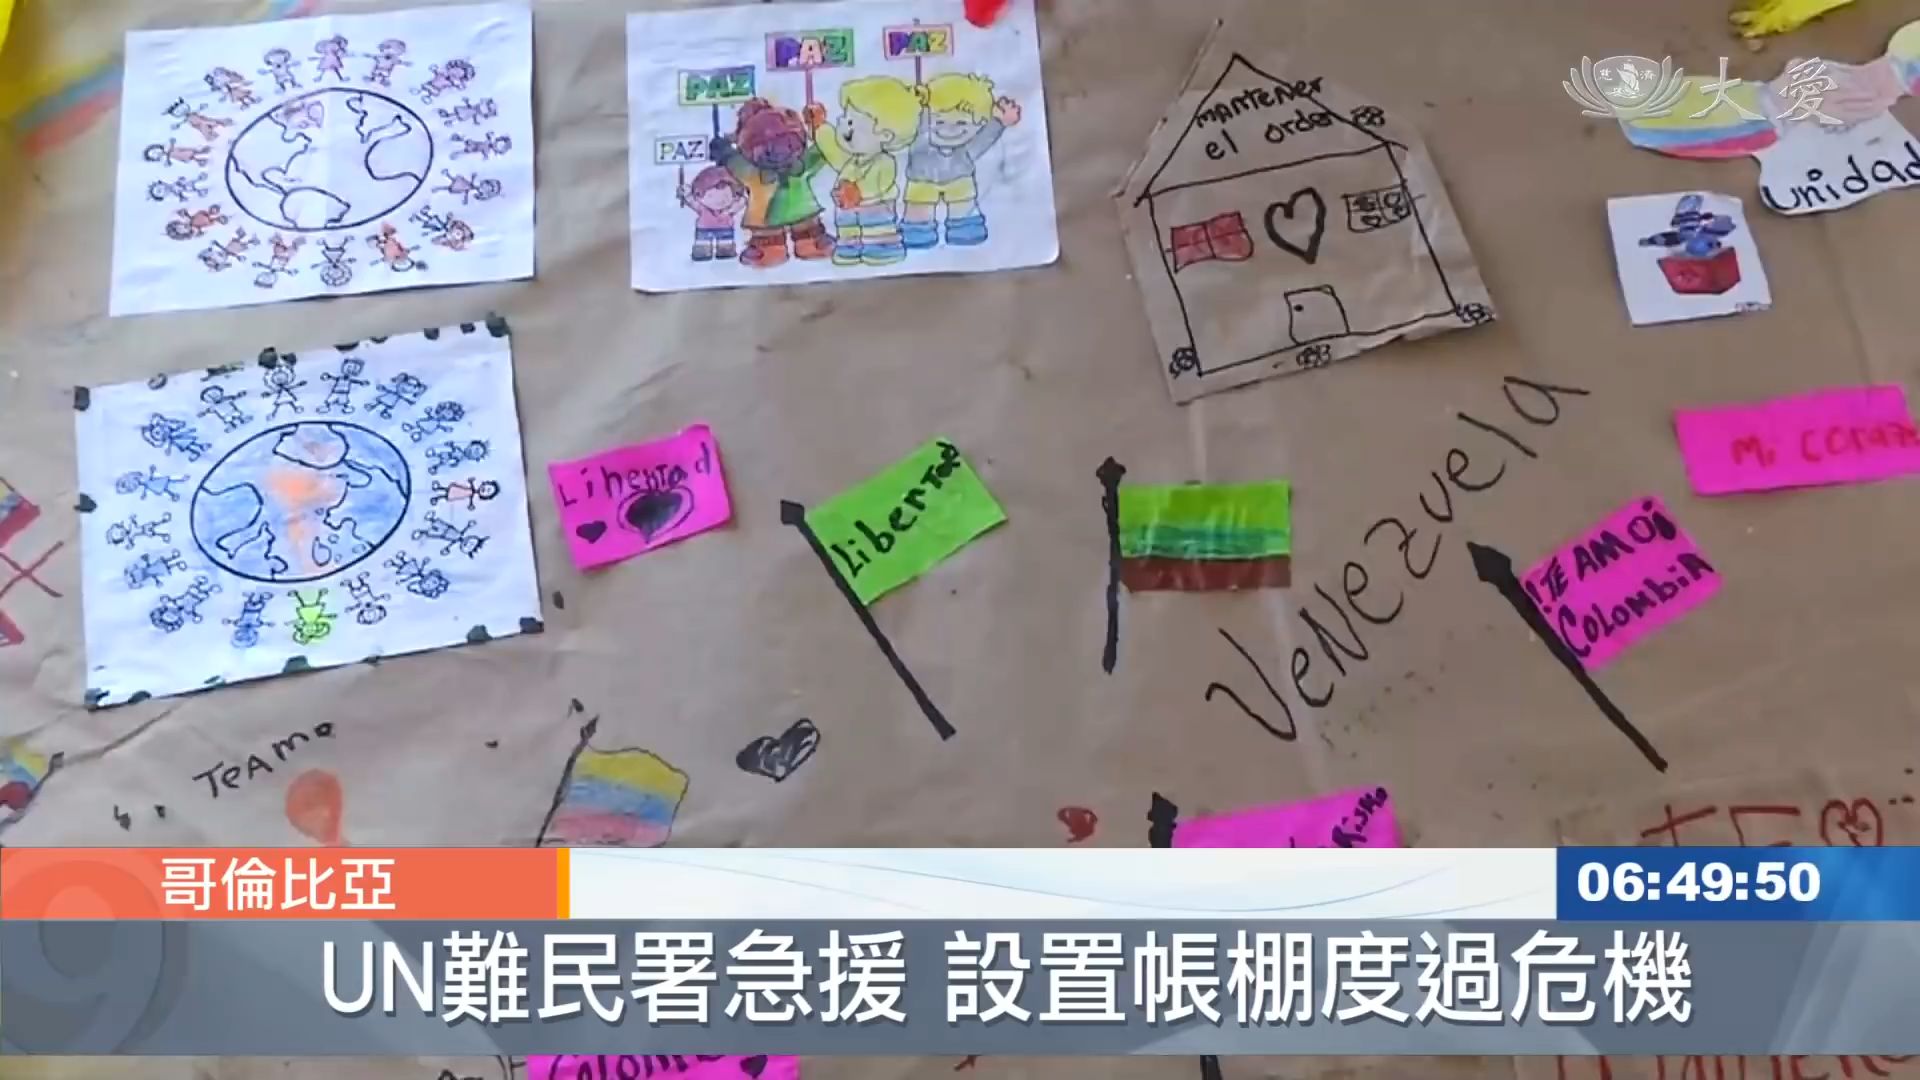 PAZ
PAZ
PAZ
PAZ
mantener
el orden
慈濟
大愛
unidad
Libertad
Libertad
Venezuela
Mi coraz
!TE AMO
Colombia
Te Amo
哥倫比亞
06:49:50
UN難民署急援 設置帳棚度過危機